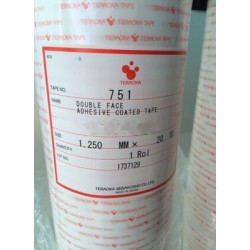 TERAOKA
TAPE NO. 751
NAME DOUBLE FACE
ADHESIVE COATED TAPE
SIZE 1,250 MM × 20
QUANTITY 1 Rol
LOT NO. 1737129
TERAOKA SEISAKUSHO CO., LTD.